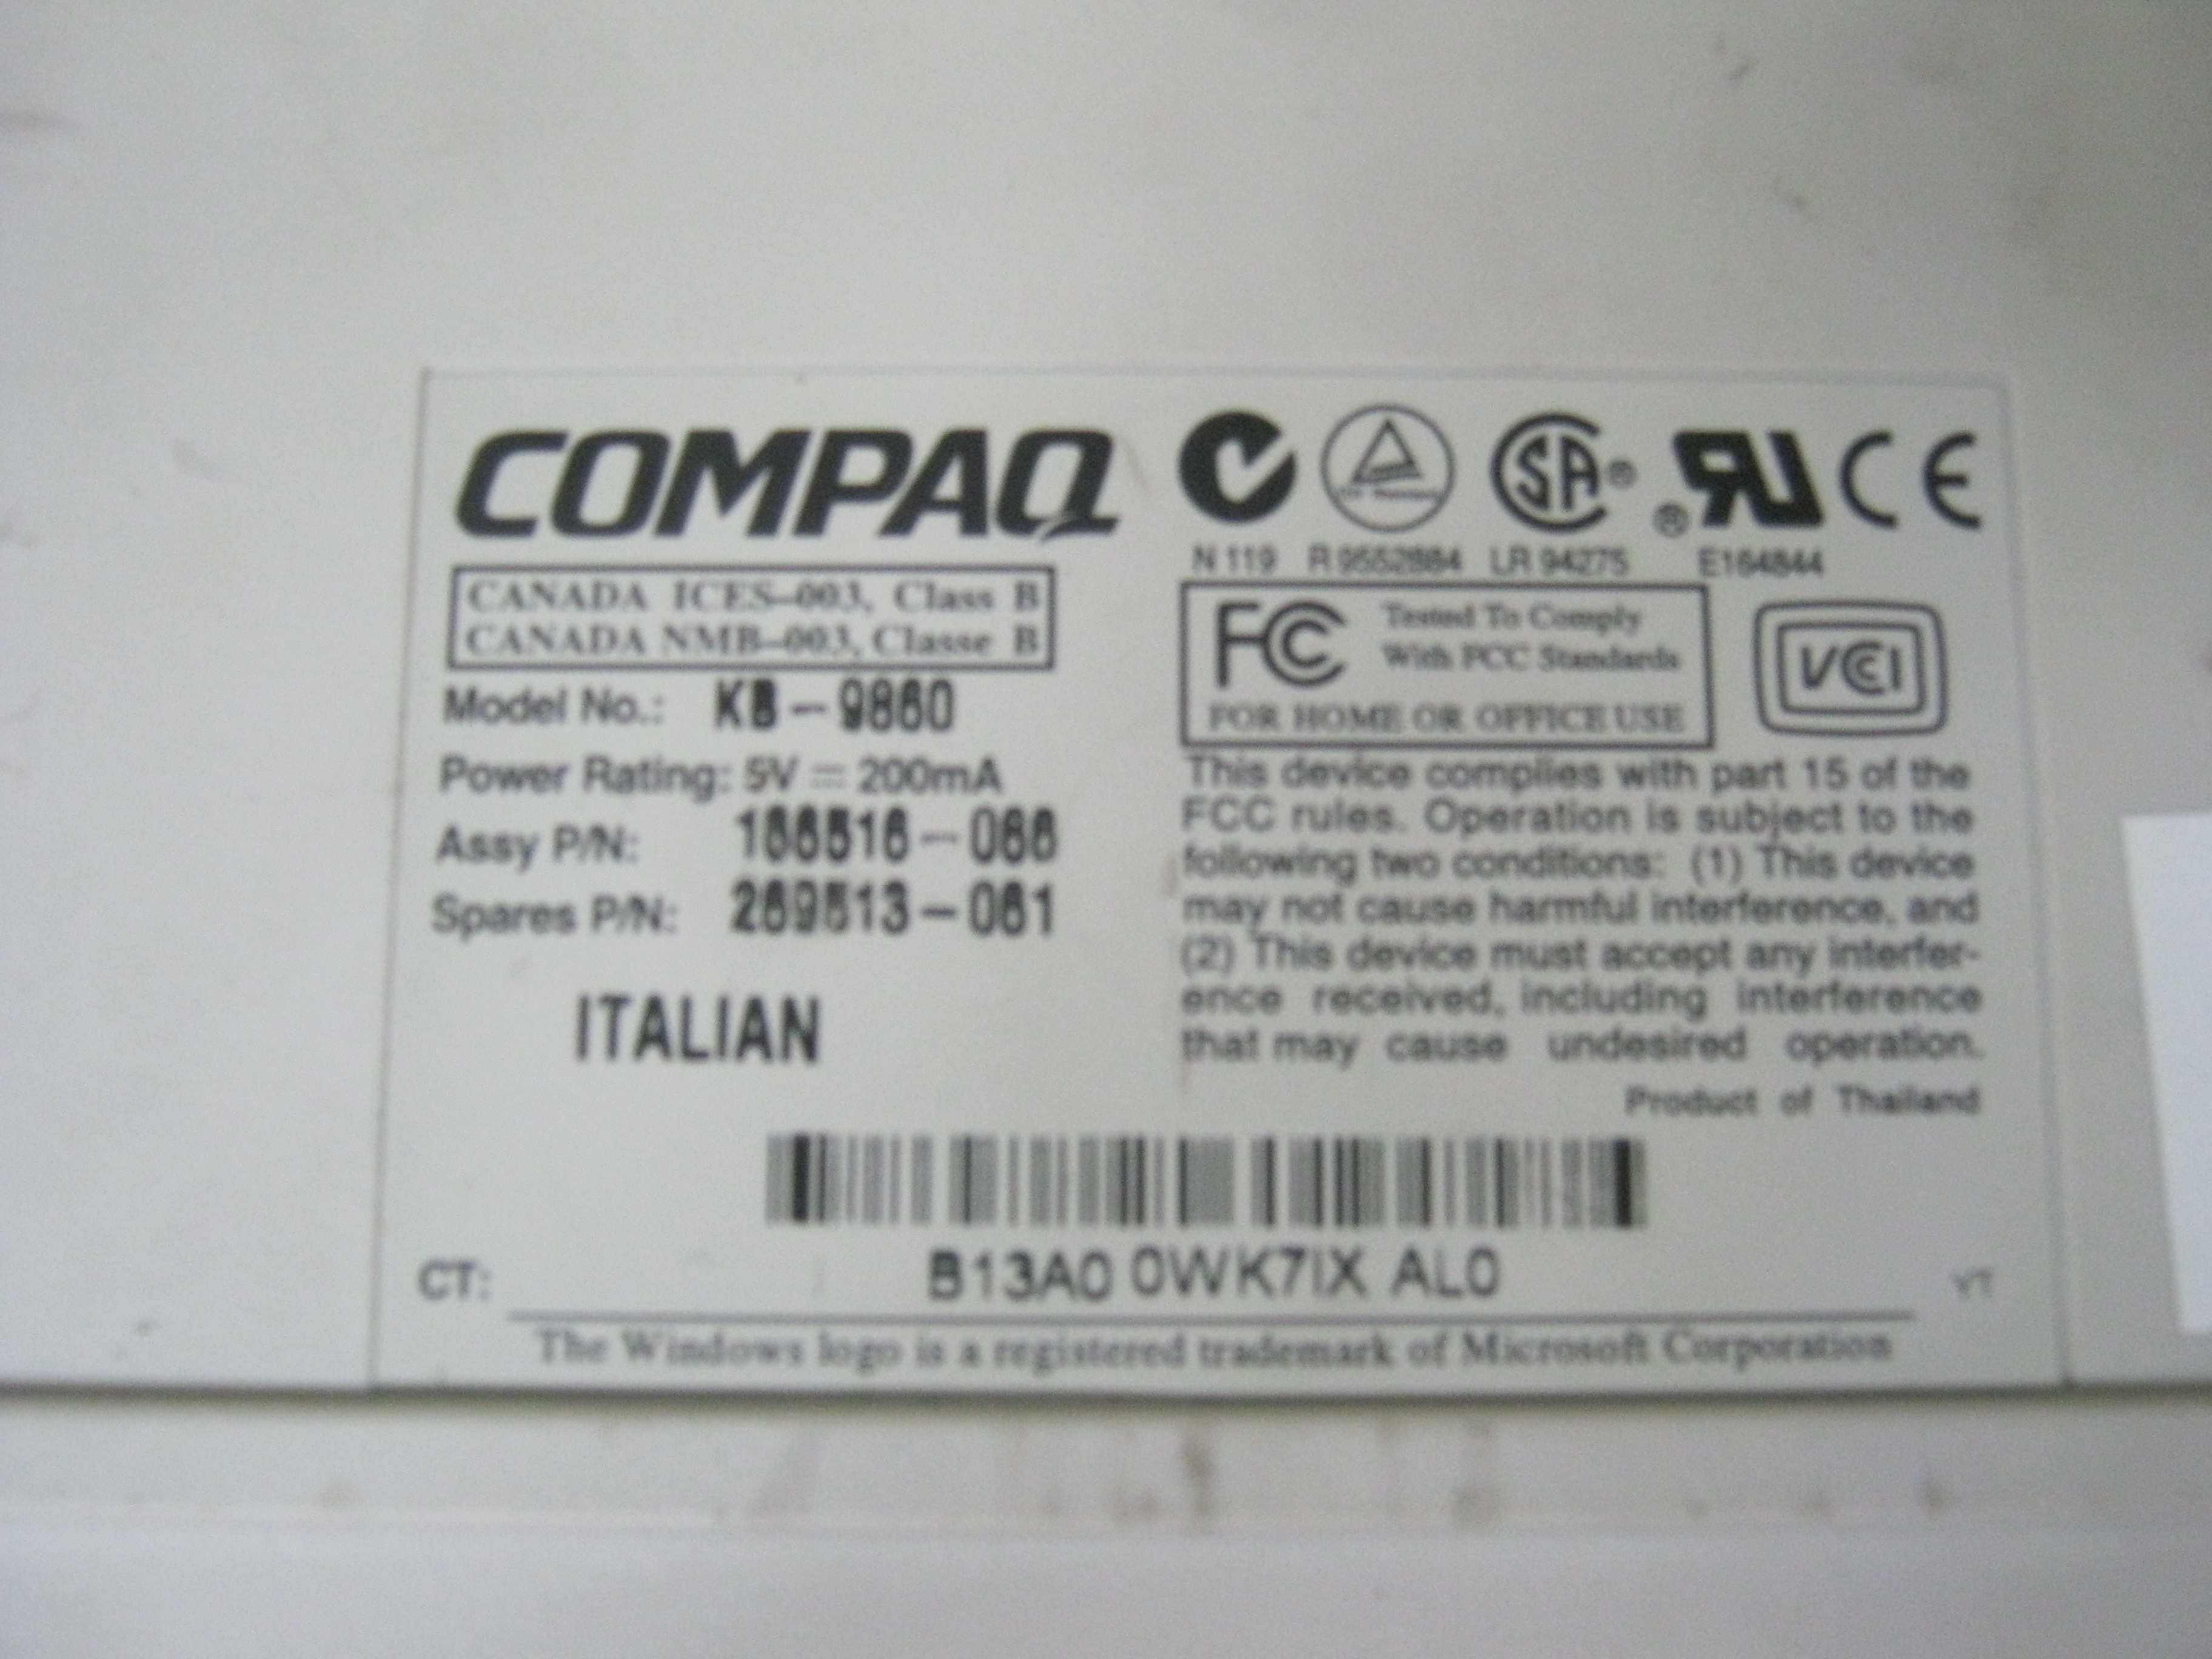 COMPAQ
N 119 R 9552884 LR 94275 E164844
CANADA ICES-003, Class B
CANADA NMB-003, Classe B
FC Tested To Comply
With FCC Standards
FOR HOME OR OFFICE USE
VCCI
Model No.: KB-9860
Power Rating: 5V 200mA
Assy P/N:
Spares P/N:
ITALIAN
This device complies with part 15 of the
FCC rules. Operation is subject to the
following two conditions: (1) This device
may not cause harmful interference, and
(2) This device must accept any interfer-
ence received, including interference
that may cause undesired operation.
Product of Thailand
CT: B13A0 0WK7IX AL0 YT
The Windows logo is a registered trademark of Microsoft Corporation